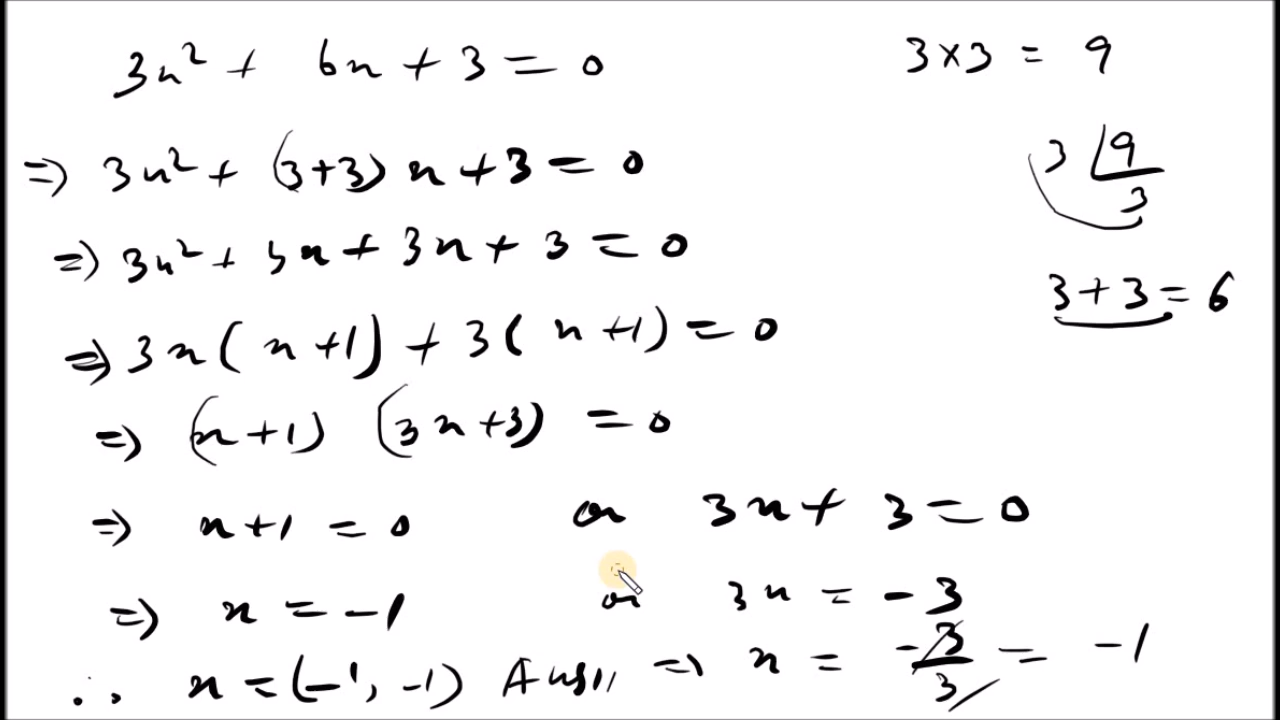 3x² + 6x + 3 = 0
⇒ 3x² + (3+3) x + 3 = 0
⇒ 3x² + 3x + 3x + 3 = 0
⇒ 3x ( x + 1 ) + 3 ( x + 1 ) = 0
⇒ (x + 1) (3x + 3) = 0
⇒ x + 1 = 0 or 3x + 3 = 0
⇒ x = -1 or 3x = -3
∴ x = (-1, -1) Ans// ⇒ x = -3/3 = -1
3 × 3 = 9
3 | 9
3
3 + 3 = 6